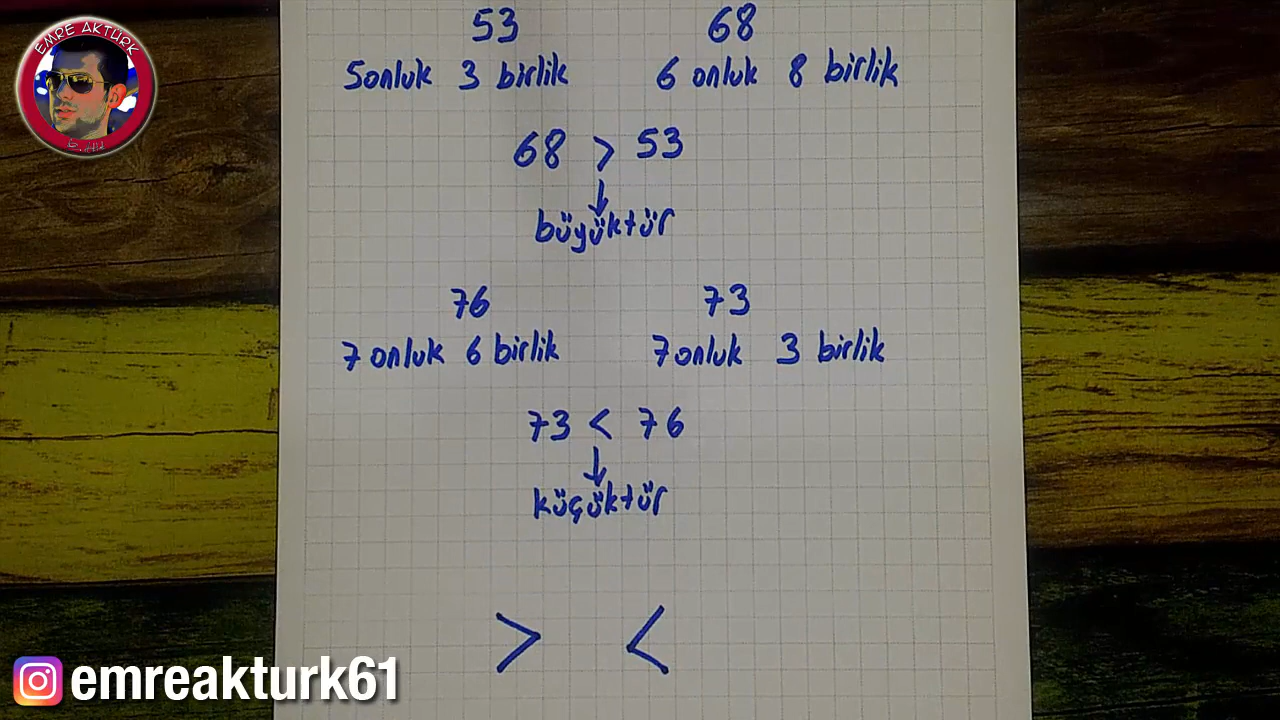 EMRE AKTÜRK
53 68
5onluk 3 birlik 6 onluk 8 birlik
68 > 53
↓
büyüktür
76 73
7 onluk 6 birlik 7onluk 3 birlik
73 < 76
↓
küçüktür
> <
emreakturk61